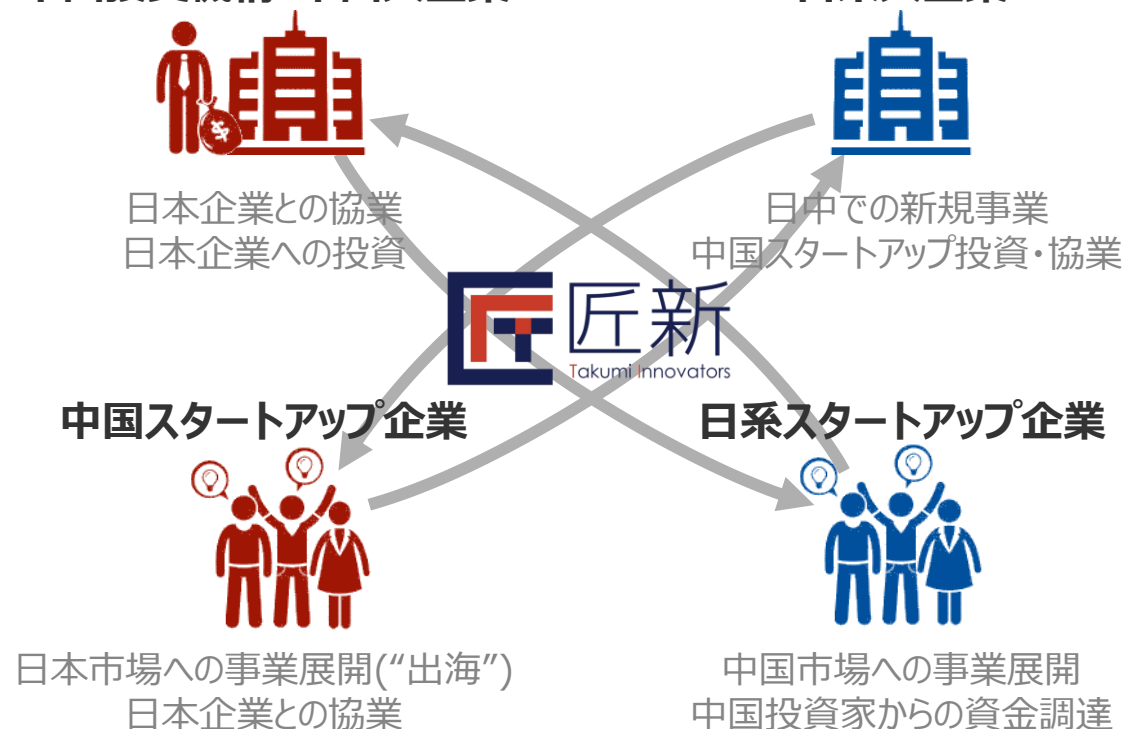 日本企業との協業
日本企業への投資
日中での新規事業
中国スタートアップ投資・協業
匠新
Takumi Innovators
中国スタートアップ企業
日系スタートアップ企業
日本市場への事業展開(“出海”)
日本企業との協業
中国市場への事業展開
中国投資家からの資金調達